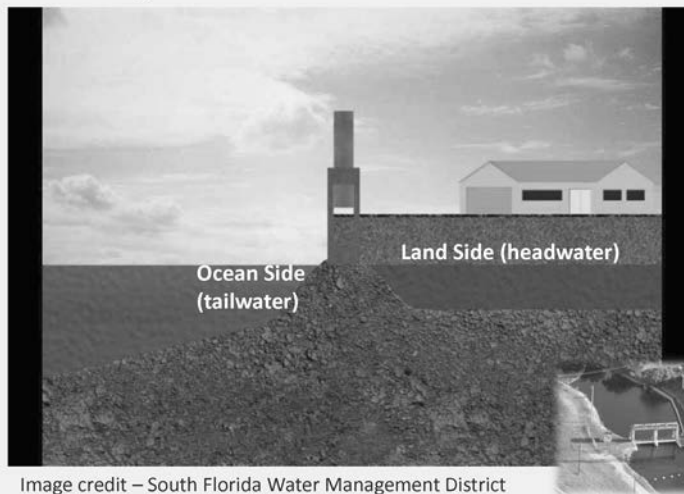 Land Side (headwater)
Ocean Side
(tailwater)
Image credit – South Florida Water Management District